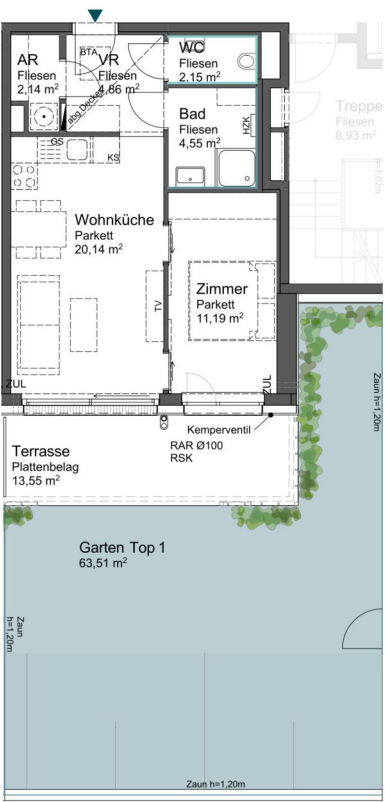 BTA
AR
Fliesen
2,14 m²
VR
Fliesen
4,86 m²
abg.Decke
WC
Fliesen
2,15 m²
Bad
Fliesen
4,55 m²
HZK
Treppe
Fliesen
8,93 m²
h=1,02m
GS
KS
Wohnküche
Parkett
20,14 m²
TV
Zimmer
Parkett
11,19 m²
ZUL
ZUL
Zaun h=1,20m
Kemperventil
RAR Ø100
RSK
Terrasse
Plattenbelag
13,55 m²
Garten Top 1
63,51 m²
Zaun
h=1,20m
Zaun h=1,20m